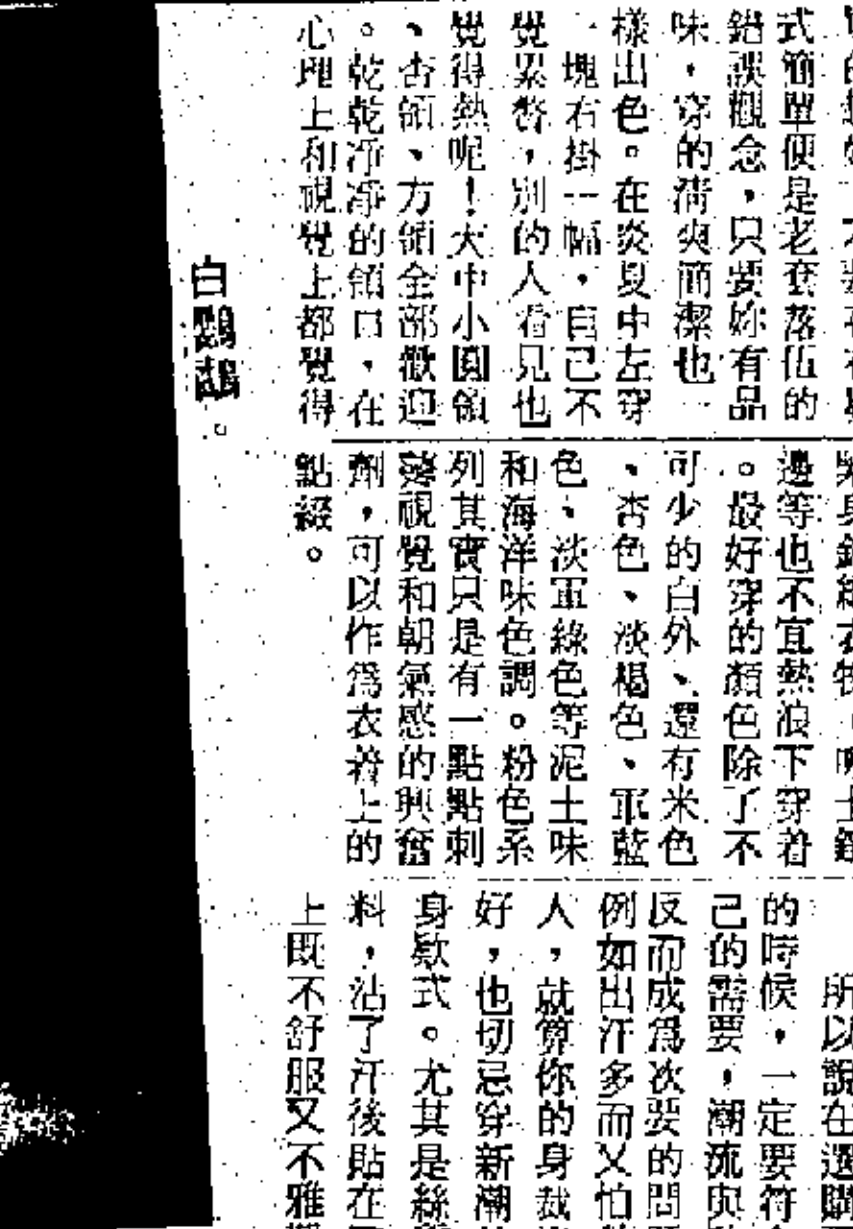 式簡單便是老套落伍的
錯誤觀念，只要妳有品
味，穿的清爽簡潔也一
樣出色。在炎夏中左穿
一塊右掛一幅，自己不
覺累贅，別的人看見也
覺得熱呢！大中小圓領
、杏領、方領全部歡迎
。乾乾淨淨的領口，在
心理上和視覺上都覺得
邊等也不宜熱浪下穿着
。最好穿的顏色除了不
可少的白外、還有米色
、杏色、淡褐色、軍藍
色、淡軍綠色等泥土味
和海洋味色調。粉色系
列其實只是有一點點刺
視覺和朝氣感的興奮
劑，可以作爲衣着上的
點綴。
所以說在選購
的時候，一定要符
己的需要，潮流與
反而成爲次要的問
例如出汗多而又怕
人，就算你的身裁
好，也切忌穿新潮
身歀式。尤其是絲
料，沾了汗後貼在
上既不舒服又不雅
白鸚鵡。